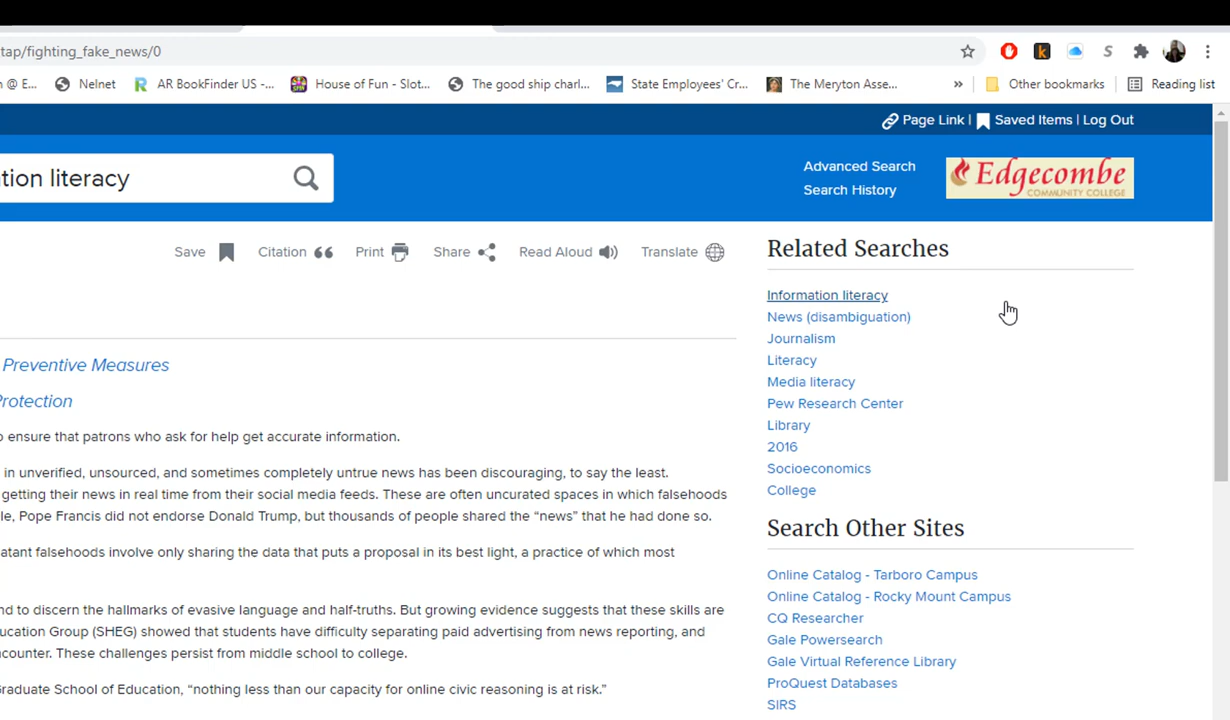 tap/fighting_fake_news/0
n @ E... Nelnet AR BookFinder US -... House of Fun - Slot... The good ship charl... State Employees' Cr... The Meryton Asse... » Other bookmarks Reading list
Page Link | Saved Items | Log Out
tion literacy
Advanced Search
Search History
Edgecombe
COMMUNITY COLLEGE
Save Citation Print Share Read Aloud Translate
Preventive Measures
Protection
o ensure that patrons who ask for help get accurate information.
in unverified, unsourced, and sometimes completely untrue news has been discouraging, to say the least.
getting their news in real time from their social media feeds. These are often uncurated spaces in which falsehoods
le, Pope Francis did not endorse Donald Trump, but thousands of people shared the “news” that he had done so.
atant falsehoods involve only sharing the data that puts a proposal in its best light, a practice of which most
nd to discern the hallmarks of evasive language and half-truths. But growing evidence suggests that these skills are
ucation Group (SHEG) showed that students have difficulty separating paid advertising from news reporting, and
counter. These challenges persist from middle school to college.
Graduate School of Education, “nothing less than our capacity for online civic reasoning is at risk.”
Related Searches
Information literacy
News (disambiguation)
Journalism
Literacy
Media literacy
Pew Research Center
Library
2016
Socioeconomics
College
Search Other Sites
Online Catalog - Tarboro Campus
Online Catalog - Rocky Mount Campus
CQ Researcher
Gale Powersearch
Gale Virtual Reference Library
ProQuest Databases
SIRS